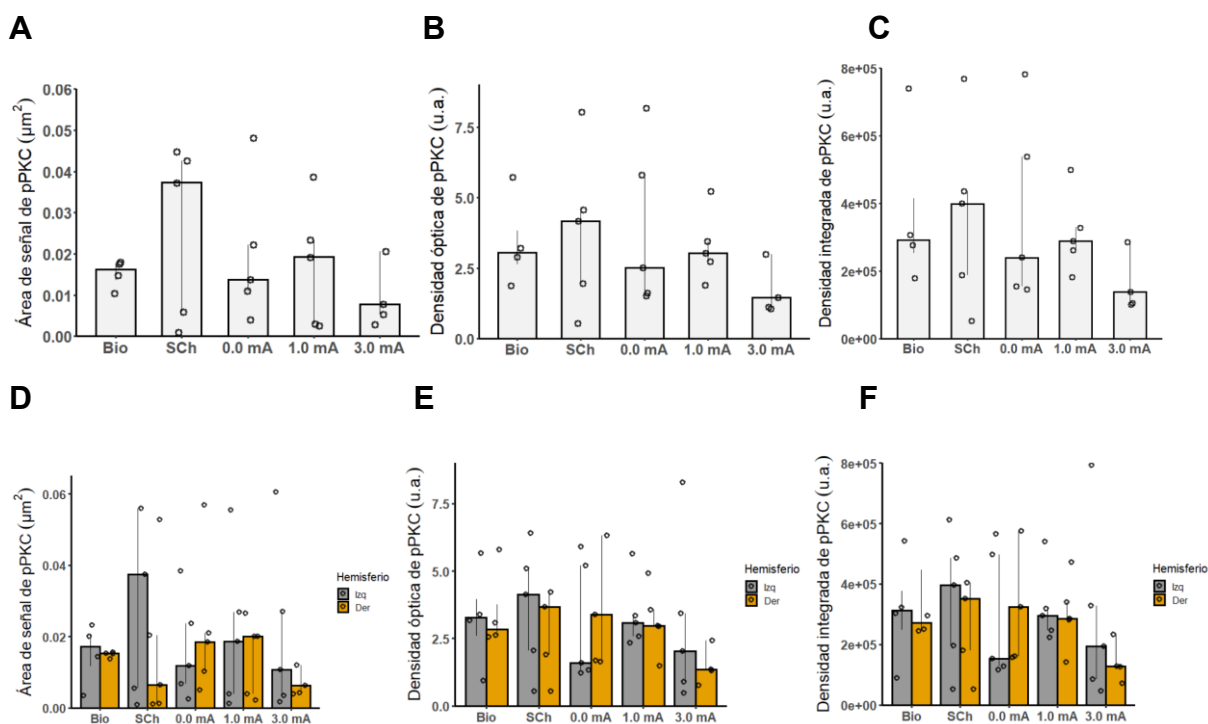 A
B
C
Área de señal de pPKC (µm²)
0.06
0.05
0.04
0.03
0.02
0.01
0.00
Bio SCh 0.0 mA 1.0 mA 3.0 mA
Densidad óptica de pPKC (u.a.)
7.5
5.0
2.5
0.0
Bio SCh 0.0 mA 1.0 mA 3.0 mA
Densidad integrada de pPKC (u.a.)
8e+05
6e+05
4e+05
2e+05
0e+00
Bio SCh 0.0 mA 1.0 mA 3.0 mA
D
E
F
Área de señal de pPKC (µm²)
0.06
0.04
0.02
0.00
Bio SCh 0.0 mA 1.0 mA 3.0 mA
Hemisferio
Izq
Der
Densidad óptica de pPKC (u.a.)
7.5
5.0
2.5
0.0
Bio SCh 0.0 mA 1.0 mA 3.0 mA
Hemisferio
Izq
Der
Densidad integrada de pPKC (u.a.)
8e+05
6e+05
4e+05
2e+05
0e+00
Bio SCh 0.0 mA 1.0 mA 3.0 mA
Hemisferio
Izq
Der